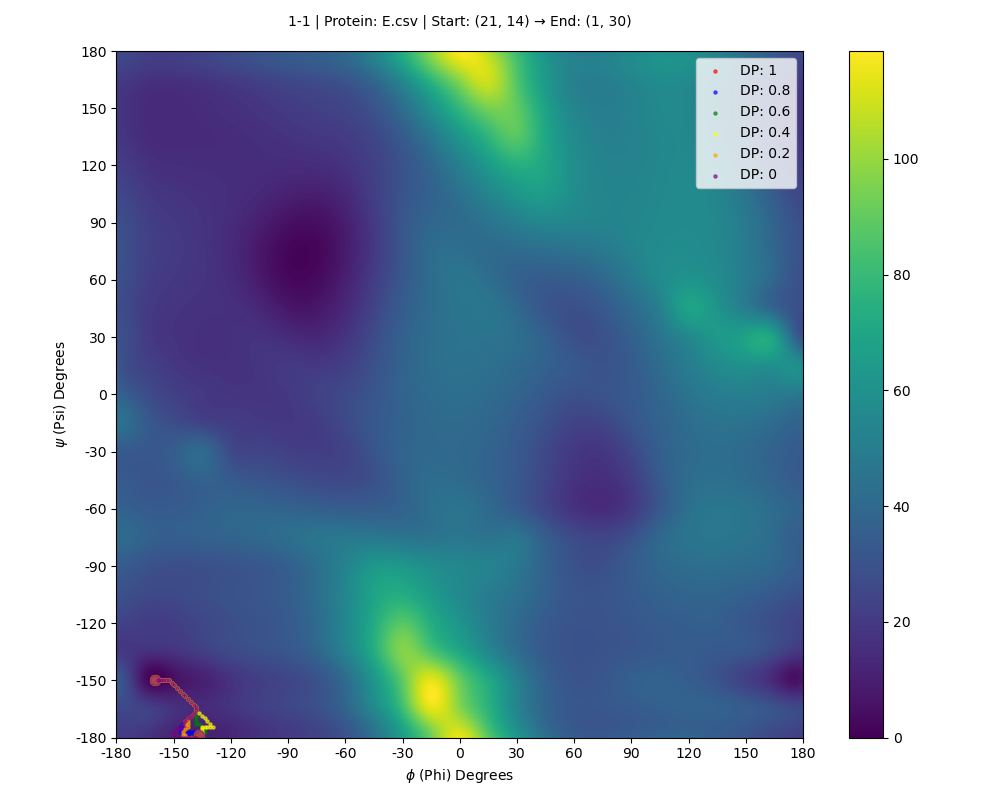 1-1 | Protein: E.csv | Start: (21, 14) → End: (1, 30)
180
150
120
90
60
30
0
-30
-60
-90
-120
-150
-180
ψ (Psi) Degrees
-180 -150 -120 -90 -60 -30 0 30 60 90 120 150 180
ϕ (Phi) Degrees
DP: 1
DP: 0.8
DP: 0.6
DP: 0.4
DP: 0.2
DP: 0
100
80
60
40
20
0